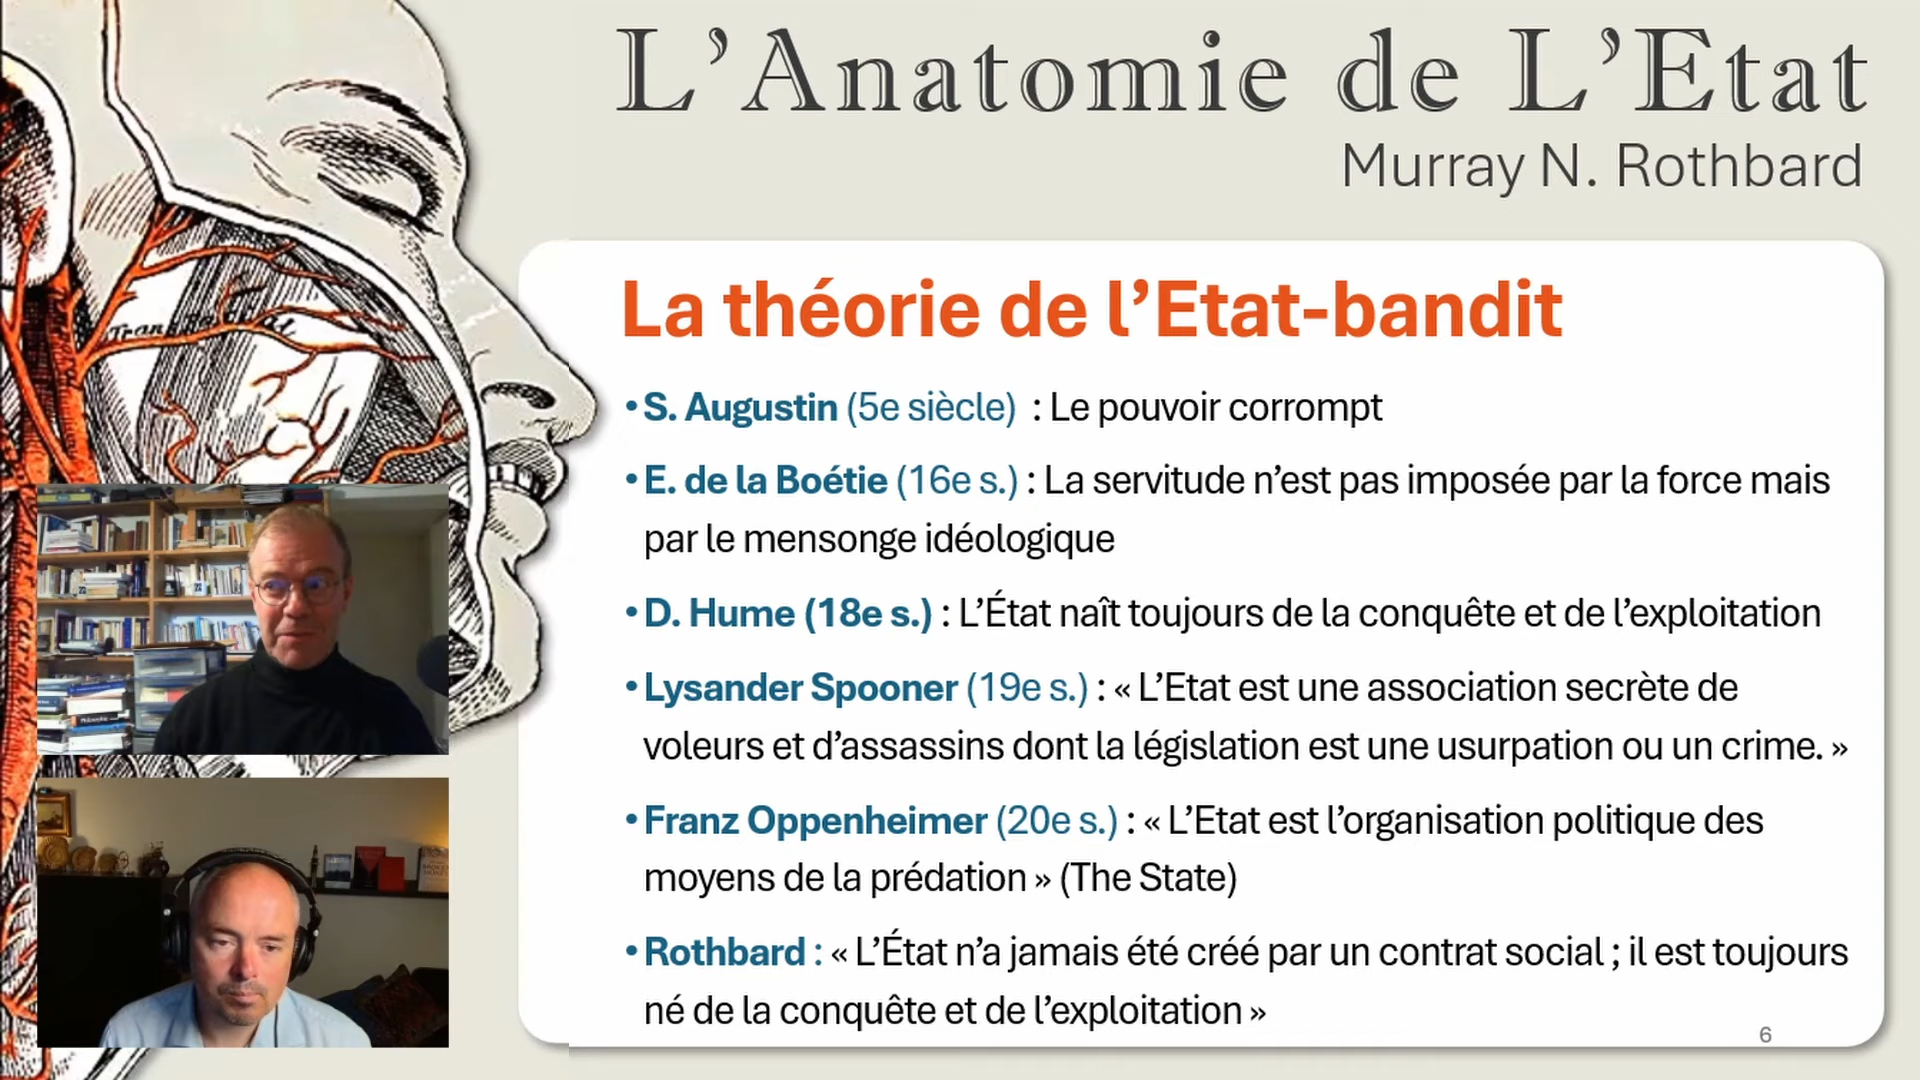 L’Anatomie de L’Etat
Murray N. Rothbard
La théorie de l’Etat-bandit
•S. Augustin (5e siècle) : Le pouvoir corrompt
•E. de la Boétie (16e s.) : La servitude n’est pas imposée par la force mais
par le mensonge idéologique
•D. Hume (18e s.) : L’État naît toujours de la conquête et de l’exploitation
•Lysander Spooner (19e s.) : « L’Etat est une association secrète de
voleurs et d’assassins dont la législation est une usurpation ou un crime. »
•Franz Oppenheimer (20e s.) : « L’Etat est l’organisation politique des
moyens de la prédation » (The State)
•Rothbard : « L’État n’a jamais été créé par un contrat social ; il est toujours
né de la conquête et de l’exploitation »
6